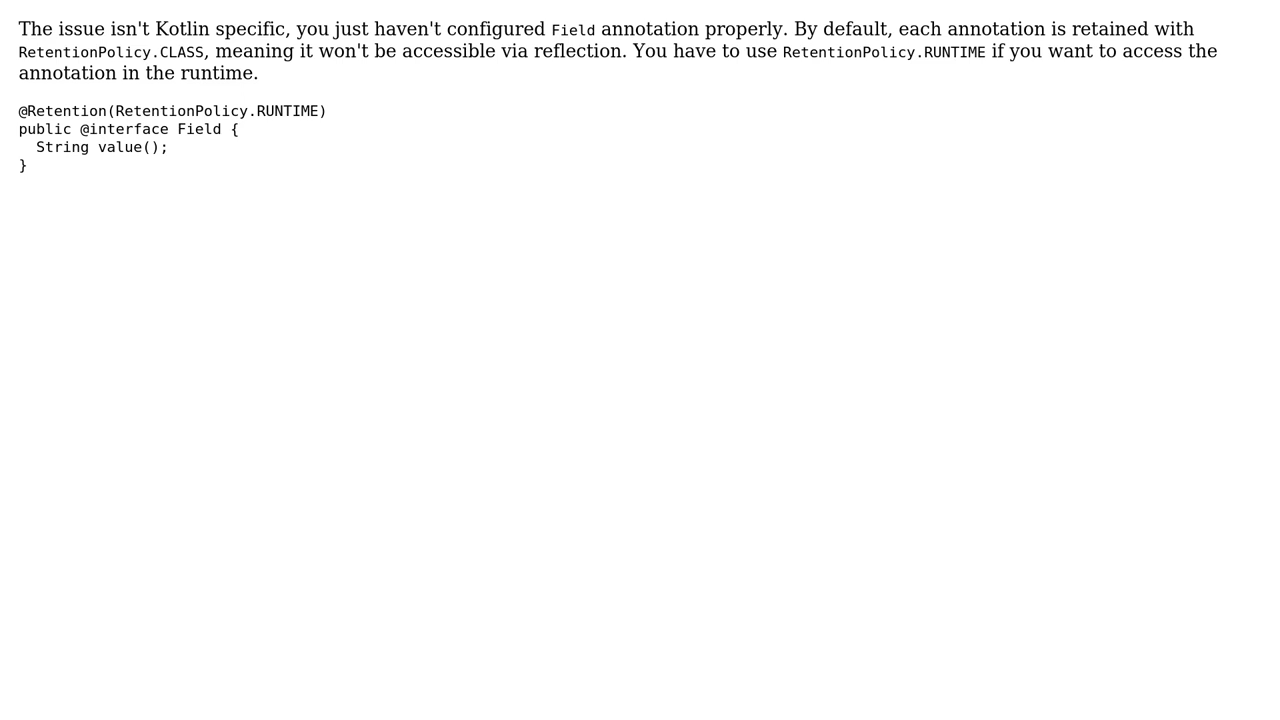 The issue isn't Kotlin specific, you just haven't configured Field annotation properly. By default, each annotation is retained with
RetentionPolicy.CLASS, meaning it won't be accessible via reflection. You have to use RetentionPolicy.RUNTIME if you want to access the
annotation in the runtime.
@Retention(RetentionPolicy.RUNTIME)
public @interface Field {
  String value();
}